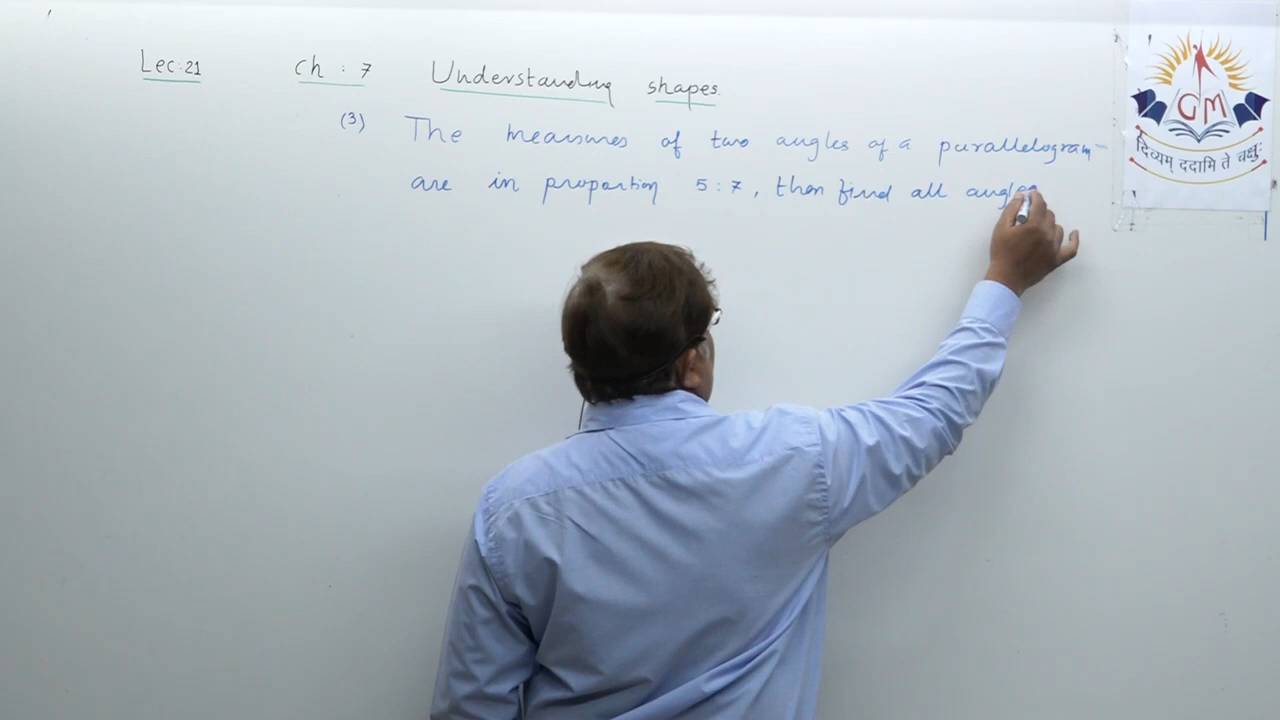 Lec:21 Ch : 7 Understanding shapes.
(3) The measures of two angles of a parallelogram
are in proportion 5 : 7 , then find all angles
GM
दिव्यम् ददामि ते चक्षुः